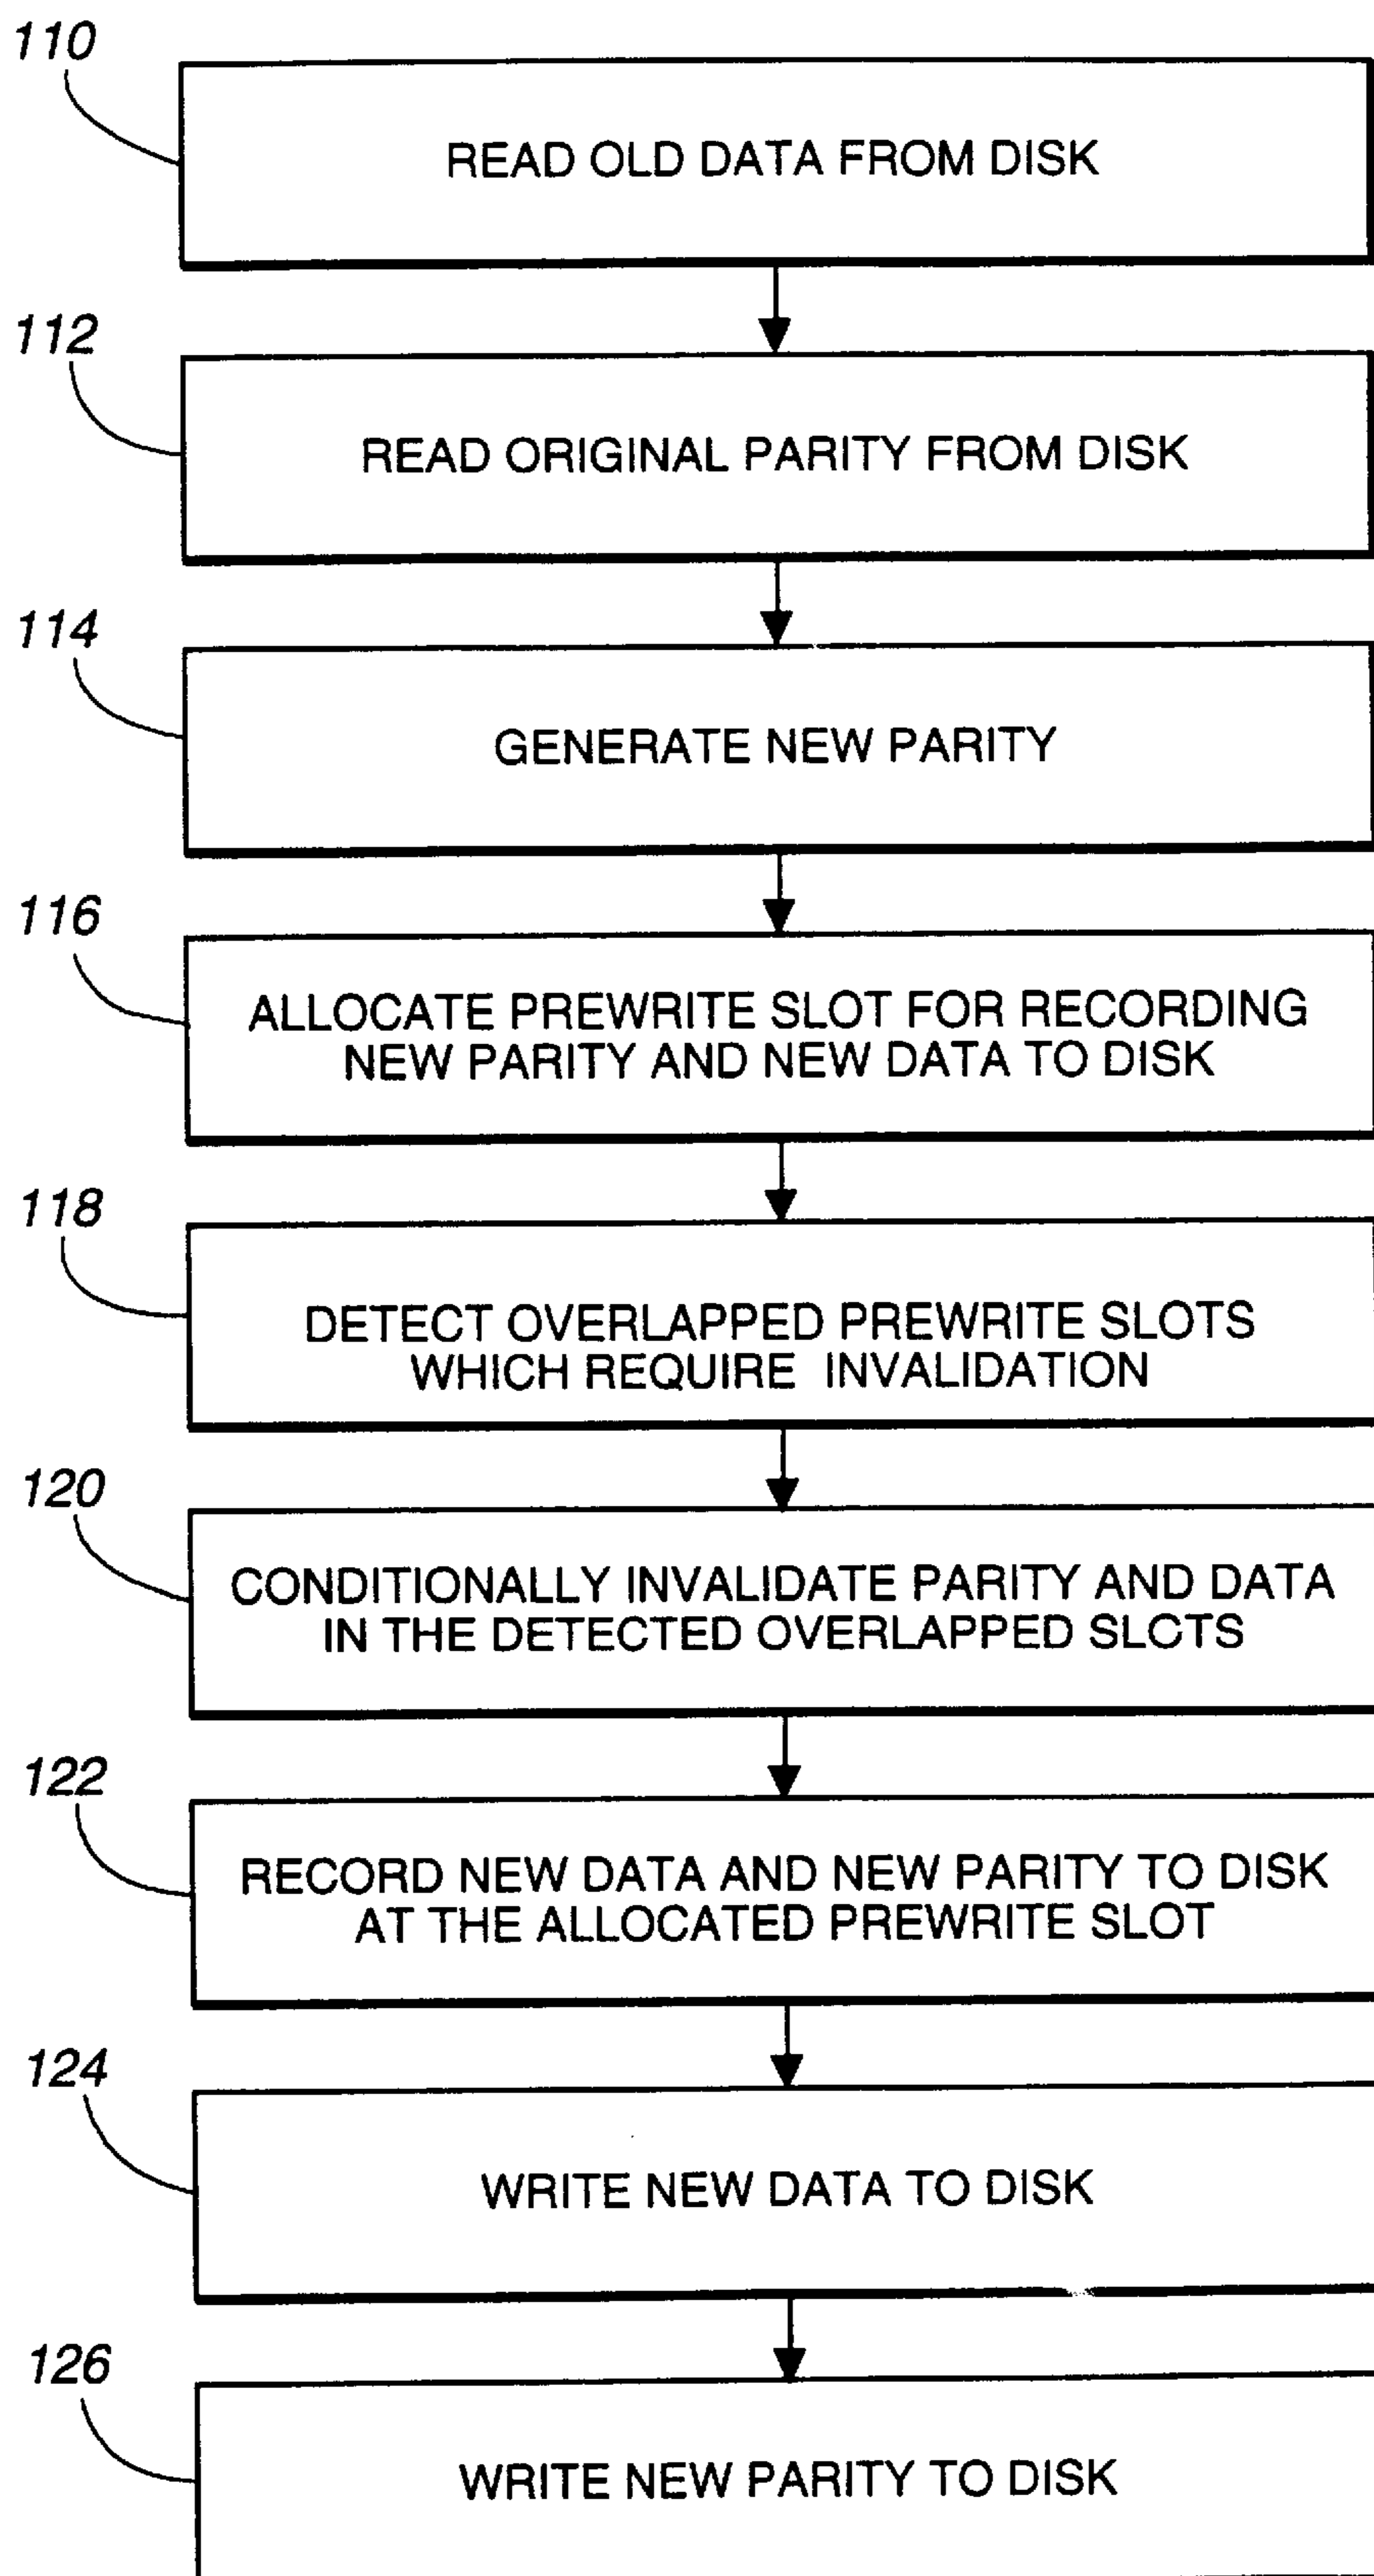 110
READ OLD DATA FROM DISK
112
READ ORIGINAL PARITY FROM DISK
114
GENERATE NEW PARITY
116
ALLOCATE PREWRITE SLOT FOR RECORDING
NEW PARITY AND NEW DATA TO DISK
118
DETECT OVERLAPPED PREWRITE SLOTS
WHICH REQUIRE INVALIDATION
120
CONDITIONALLY INVALIDATE PARITY AND DATA
IN THE DETECTED OVERLAPPED SLOTS
122
RECORD NEW DATA AND NEW PARITY TO DISK
AT THE ALLOCATED PREWRITE SLOT
124
WRITE NEW DATA TO DISK
126
WRITE NEW PARITY TO DISK